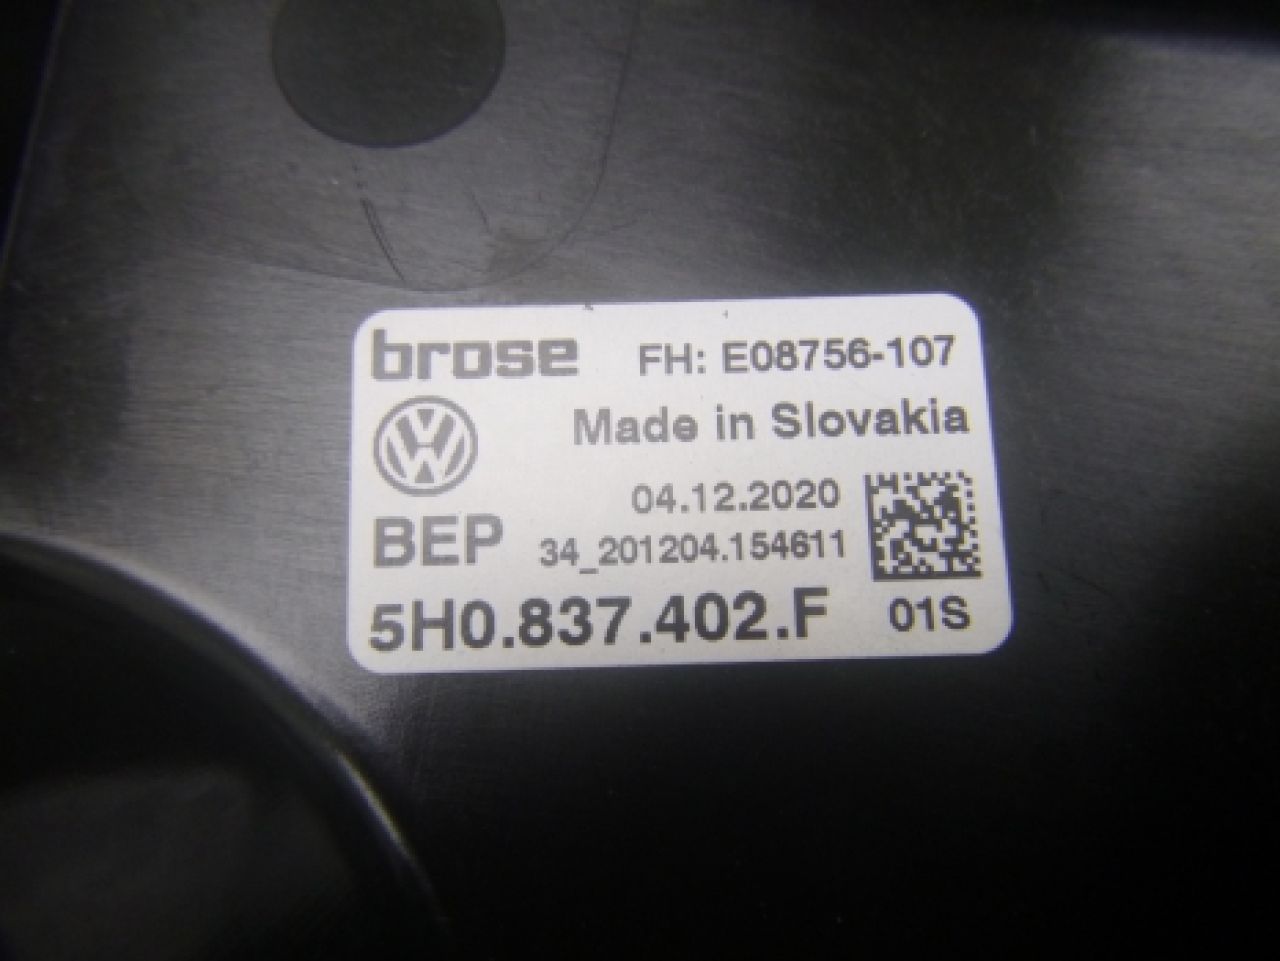 brose FH: E08756-107
Made in Slovakia
04.12.2020
BEP 34_201204.154611
5H0.837.402.F 01S